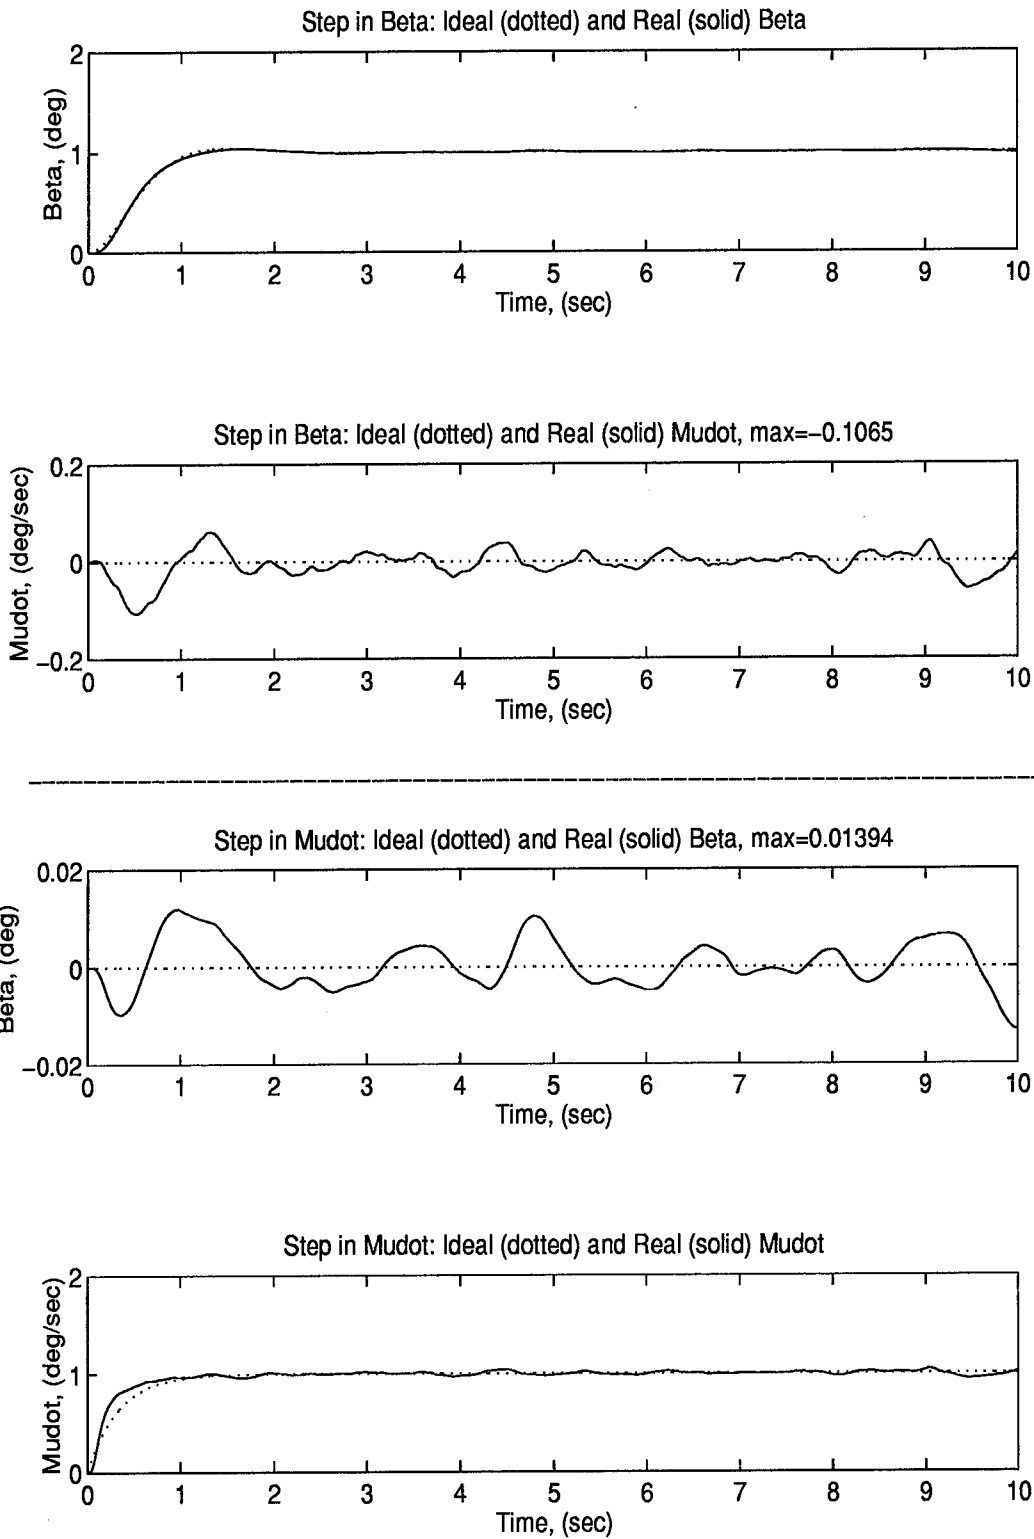 Step in Beta: Ideal (dotted) and Real (solid) Beta
Beta, (deg)
2
1
0
0 1 2 3 4 5 6 7 8 9 10
Time, (sec)
Step in Beta: Ideal (dotted) and Real (solid) Mudot, max=−0.1065
Mudot, (deg/sec)
0.2
0
−0.2
0 1 2 3 4 5 6 7 8 9 10
Time, (sec)
Step in Mudot: Ideal (dotted) and Real (solid) Beta, max=0.01394
Beta, (deg)
0.02
0
−0.02
0 1 2 3 4 5 6 7 8 9 10
Time, (sec)
Step in Mudot: Ideal (dotted) and Real (solid) Mudot
Mudot, (deg/sec)
2
1
0
0 1 2 3 4 5 6 7 8 9 10
Time, (sec)